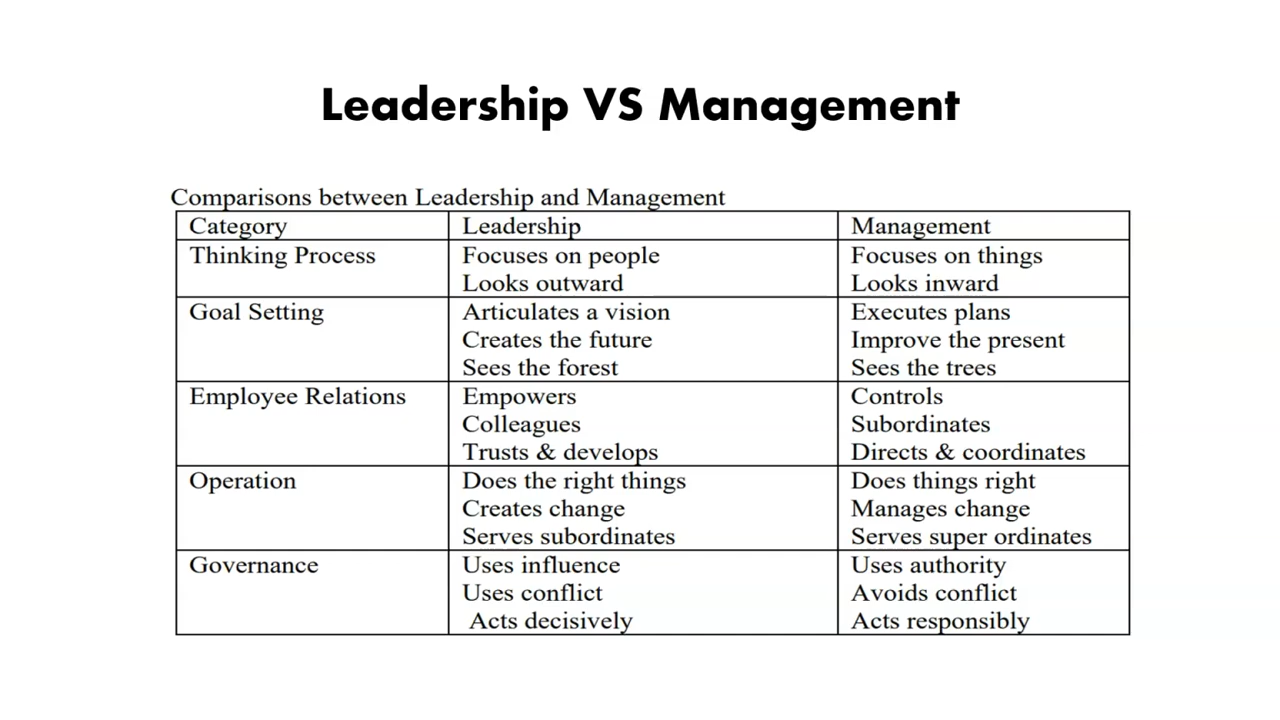 Leadership VS Management
Comparisons between Leadership and Management
Category Leadership Management
Thinking Process Focuses on people Focuses on things
Looks outward Looks inward
Goal Setting Articulates a vision Executes plans
Creates the future Improve the present
Sees the forest Sees the trees
Employee Relations Empowers Controls
Colleagues Subordinates
Trusts & develops Directs & coordinates
Operation Does the right things Does things right
Creates change Manages change
Serves subordinates Serves super ordinates
Governance Uses influence Uses authority
Uses conflict Avoids conflict
Acts decisively Acts responsibly